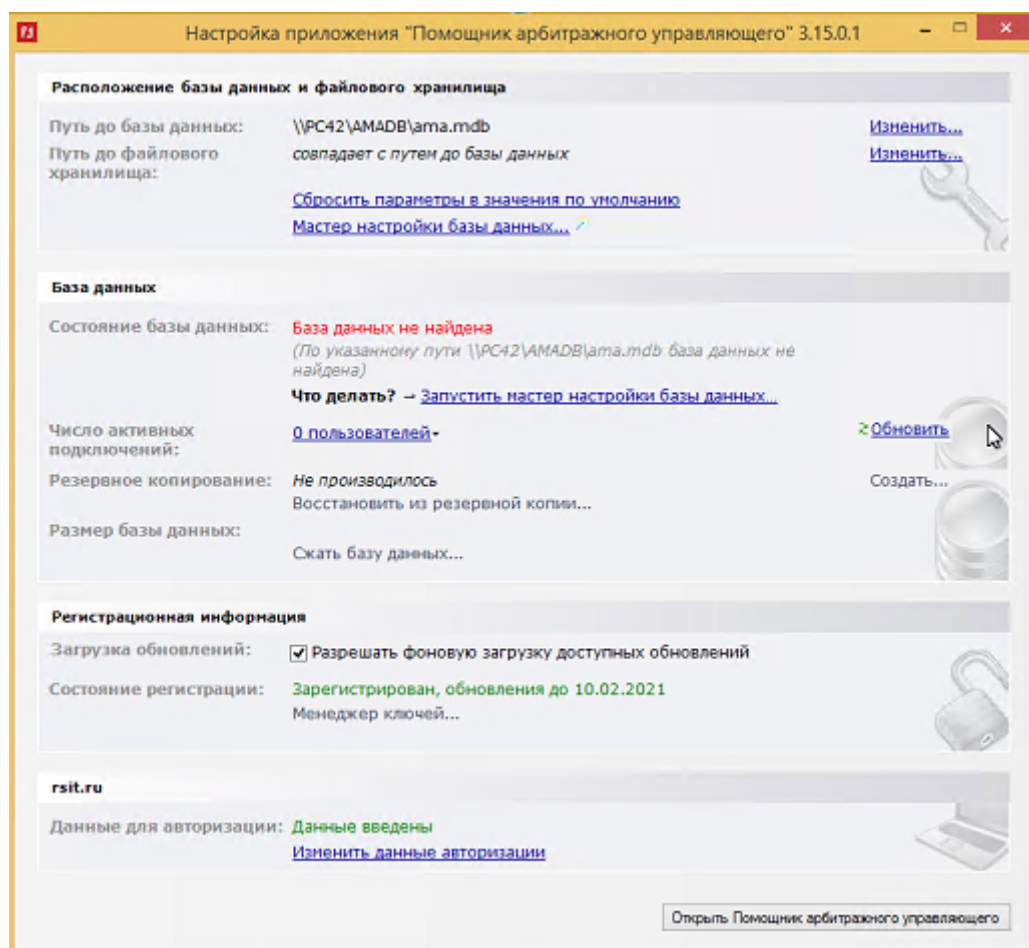 Настройка приложения "Помощник арбитражного управляющего" 3.15.0.1
Расположение базы данных и файлового хранилища
Путь до базы данных: \\PC42\AMADB\ama.mdb Изменить...
Путь до файлового хранилища: совпадает с путем до базы данных Изменить...
Сбросить параметры в значения по умолчанию
Мастер настройки базы данных...
База данных
Состояние базы данных: База данных не найдена
(По указанному пути \\PC42\AMADB\ama.mdb база данных не
найдена)
Что делать? → Запустить мастер настройки базы данных...
Число активных подключений: 0 пользователей Обновить
Резервное копирование: Не производилось Создать...
Восстановить из резервной копии...
Размер базы данных:
Сжать базу данных...
Регистрационная информация
Загрузка обновлений: Разрешать фоновую загрузку доступных обновлений
Состояние регистрации: Зарегистрирован, обновления до 10.02.2021
Менеджер ключей...
rsit.ru
Данные для авторизации: Данные введены
Изменить данные авторизации
Открыть Помощник арбитражного управляющего